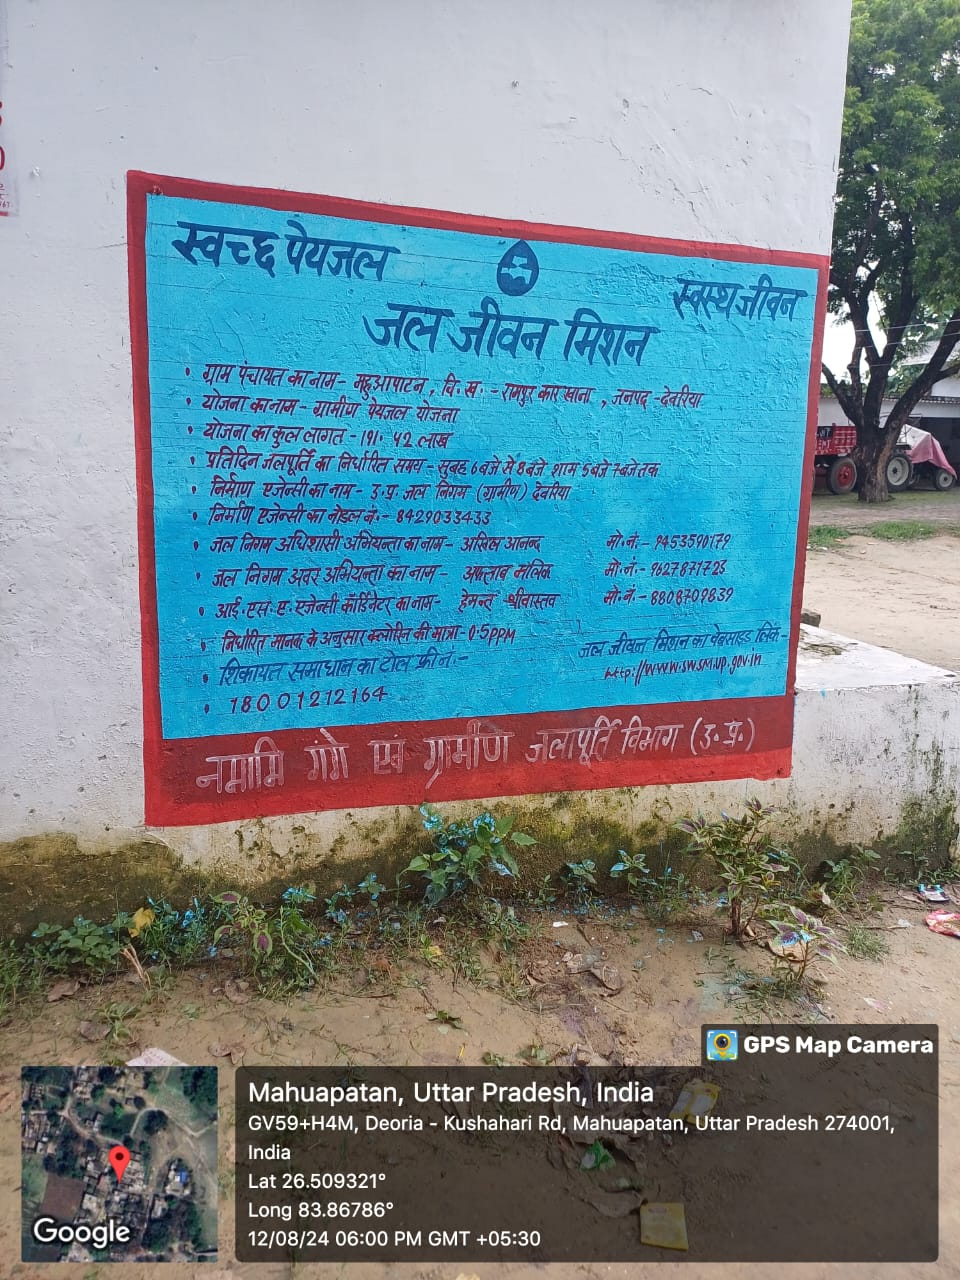 स्वच्छ पेयजल
स्वस्थ जीवन
जल जीवन मिशन
• ग्राम पंचायत का नाम - महुआपाटन, वि.ख. - रामपुर कारखाना, जनपद - देवरिया
• योजना का नाम - ग्रामीण पेयजल योजना
• योजना का कुल लागत - 191.42 लाख
• प्रतिदिन जलपूर्ति का निर्धारित समय - सुबह 6 बजे से 8 बजे शाम 5 बजे 7 बजे तक
• निर्माण एजेन्सी का नाम - उ.प्र. जल निगम (ग्रामीण) देवरिया
• निर्माण एजेन्सी का नोडल नं. - 8429033433
• जल निगम अधिशासी अभियन्ता का नाम - अखिल आनन्द मो.नं. - 9453590179
• जल निगम अवर अभियन्ता का नाम - अफ्ताब मलिक मो.नं. - 9627871723
• आई.एस.ए. एजेन्सी कॉर्डिनेटर का नाम - हेमन्त श्रीवास्तव मो.नं. - 8808709839
• निर्धारित मानक के अनुसार क्लोरिन की मात्रा - 0.5PPM
• शिकायत समाधान का टोल फ्री नं. -
• 18001212164
जल जीवन मिशन का वेबसाइड लिंक -
http://www.swsm.up.gov.in
नमामि गंगे एवं ग्रामीण जलापूर्ति विभाग (उ.प्र.)
GPS Map Camera
Mahuapatan, Uttar Pradesh, India
GV59+H4M, Deoria - Kushahari Rd, Mahuapatan, Uttar Pradesh 274001,
India
Lat 26.509321°
Long 83.86786°
12/08/24 06:00 PM GMT +05:30
Google